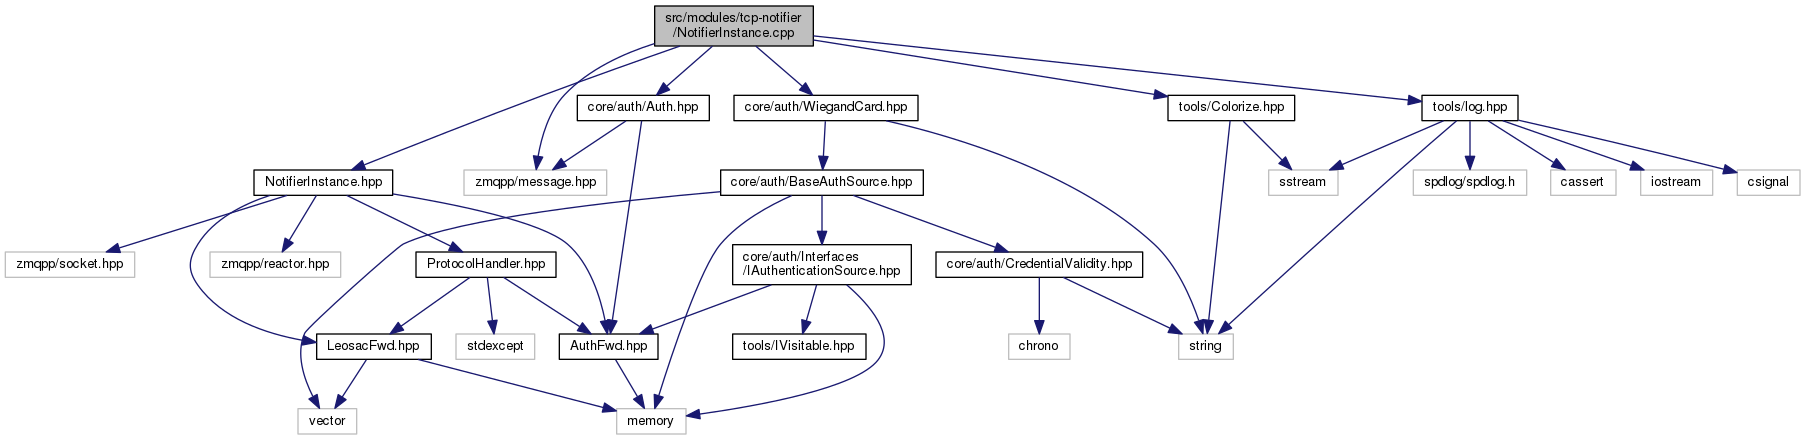 src/modules/tcp-notifier
/NotifierInstance.cpp
core/auth/Auth.hpp
core/auth/WiegandCard.hpp
tools/Colorize.hpp
tools/log.hpp
NotifierInstance.hpp
zmqpp/message.hpp
core/auth/BaseAuthSource.hpp
sstream
spdlog/spdlog.h
cassert
iostream
csignal
zmqpp/socket.hpp
zmqpp/reactor.hpp
ProtocolHandler.hpp
core/auth/Interfaces
/IAuthenticationSource.hpp
core/auth/CredentialValidity.hpp
LeosacFwd.hpp
stdexcept
AuthFwd.hpp
tools/IVisitable.hpp
chrono
string
vector
memory